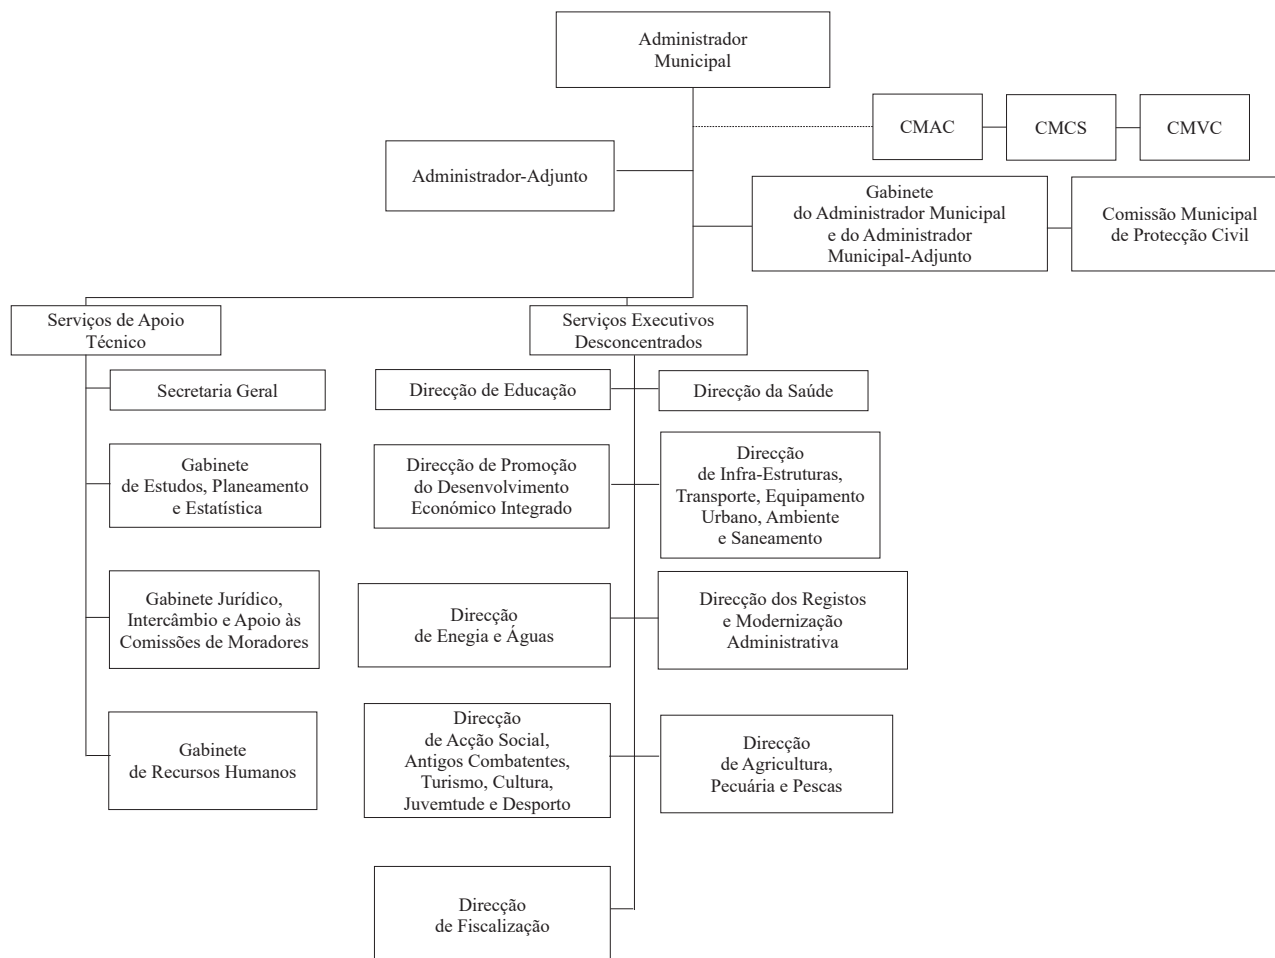 Administrador
Municipal
CMAC
CMCS
CMVC
Administrador-Adjunto
Gabinete
do Administrador Municipal
e do Administrador
Municipal-Adjunto
Comissão Municipal
de Protecção Civil
Serviços de Apoio
Técnico
Serviços Executivos
Desconcentrados
Secretaria Geral
Direcção de Educação
Direcção da Saúde
Gabinete
de Estudos, Planeamento
e Estatística
Direcção de Promoção
do Desenvolvimento
Económico Integrado
Direcção
de Infra-Estruturas,
Transporte, Equipamento
Urbano, Ambiente
e Saneamento
Gabinete Jurídico,
Intercâmbio e Apoio às
Comissões de Moradores
Direcção
de Enegia e Águas
Direcção dos Registos
e Modernização
Administrativa
Gabinete
de Recursos Humanos
Direcção
de Acção Social,
Antigos Combatentes,
Turismo, Cultura,
Juvemtude e Desporto
Direcção
de Agricultura,
Pecuária e Pescas
Direcção
de Fiscalização